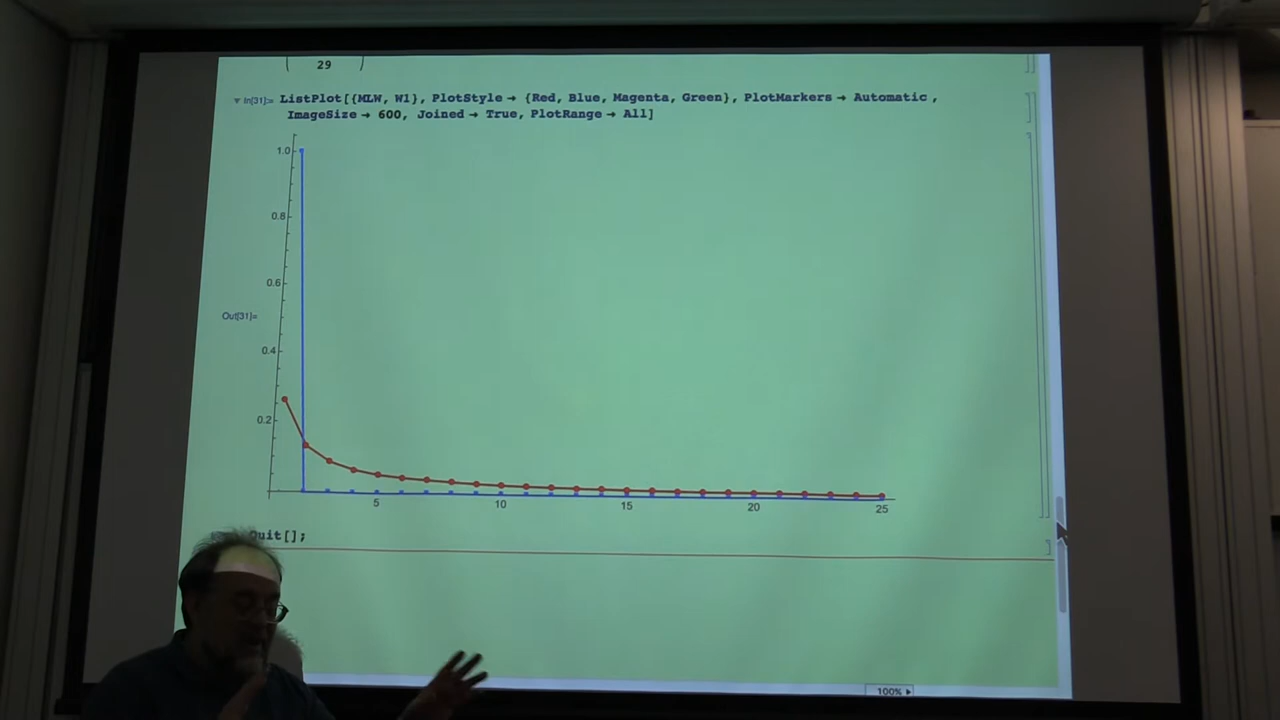 29
In[31]:= ListPlot[{MLW, W1}, PlotStyle → {Red, Blue, Magenta, Green}, PlotMarkers → Automatic ,
ImageSize → 600, Joined → True, PlotRange → All]
1.0
0.8
0.6
Out[31]=
0.4
0.2
5 10 15 20 25
Quit[];
100%